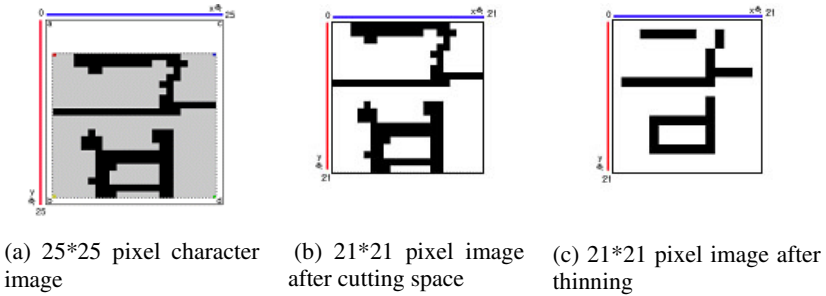 0 x축 25
0 x축 21
0 x축 21
y축
25
y축
21
y축
21
(a) 25*25 pixel character
image
(b) 21*21 pixel image
after cutting space
(c) 21*21 pixel image after
thinning